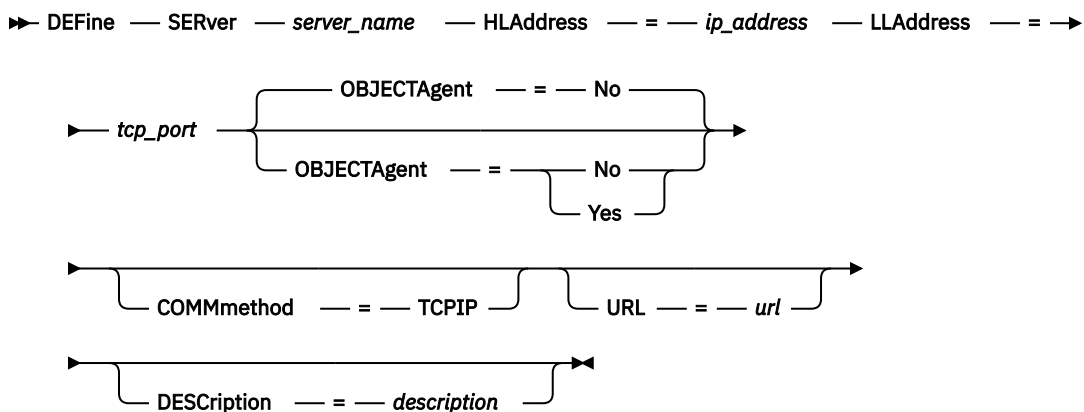 DEFine SERver server_name HLAddress = ip_address LLAddress =
OBJECTAgent = No
tcp_port
OBJECTAgent = No
Yes
COMMmethod = TCPIP URL = url
DESCription = description